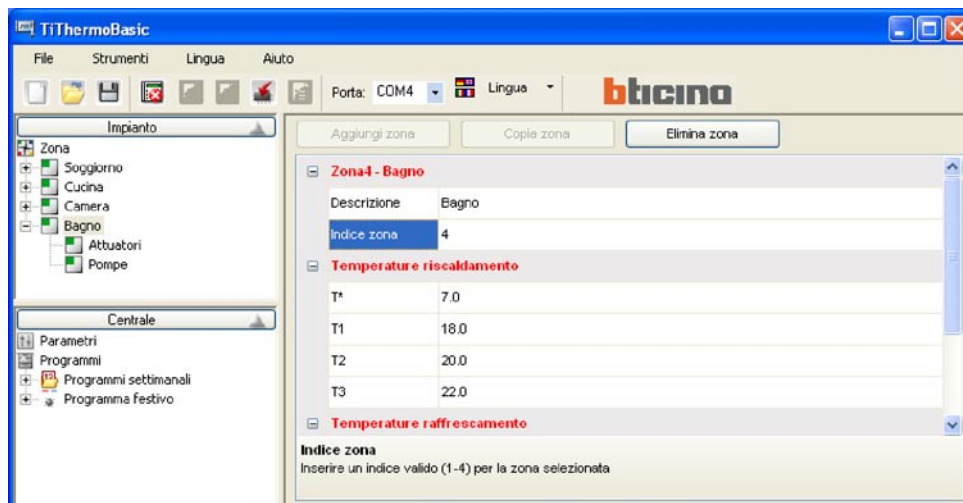 TiThermoBasic
File Strumenti Lingua Aiuto
Porta: COM4 Lingua bticino
Impianto
Zona
Soggiorno
Cucina
Camera
Bagno
Attuatori
Pompe
Centrale
Parametri
Programmi
Programmi settimanali
Programma festivo
Aggiungi zona Copia zona Elimina zona
Zona4 - Bagno
Descrizione Bagno
Indice zona 4
Temperature riscaldamento
T* 7.0
T1 18.0
T2 20.0
T3 22.0
Temperature raffrescamento
Indice zona
Inserire un indice valido (1-4) per la zona selezionata